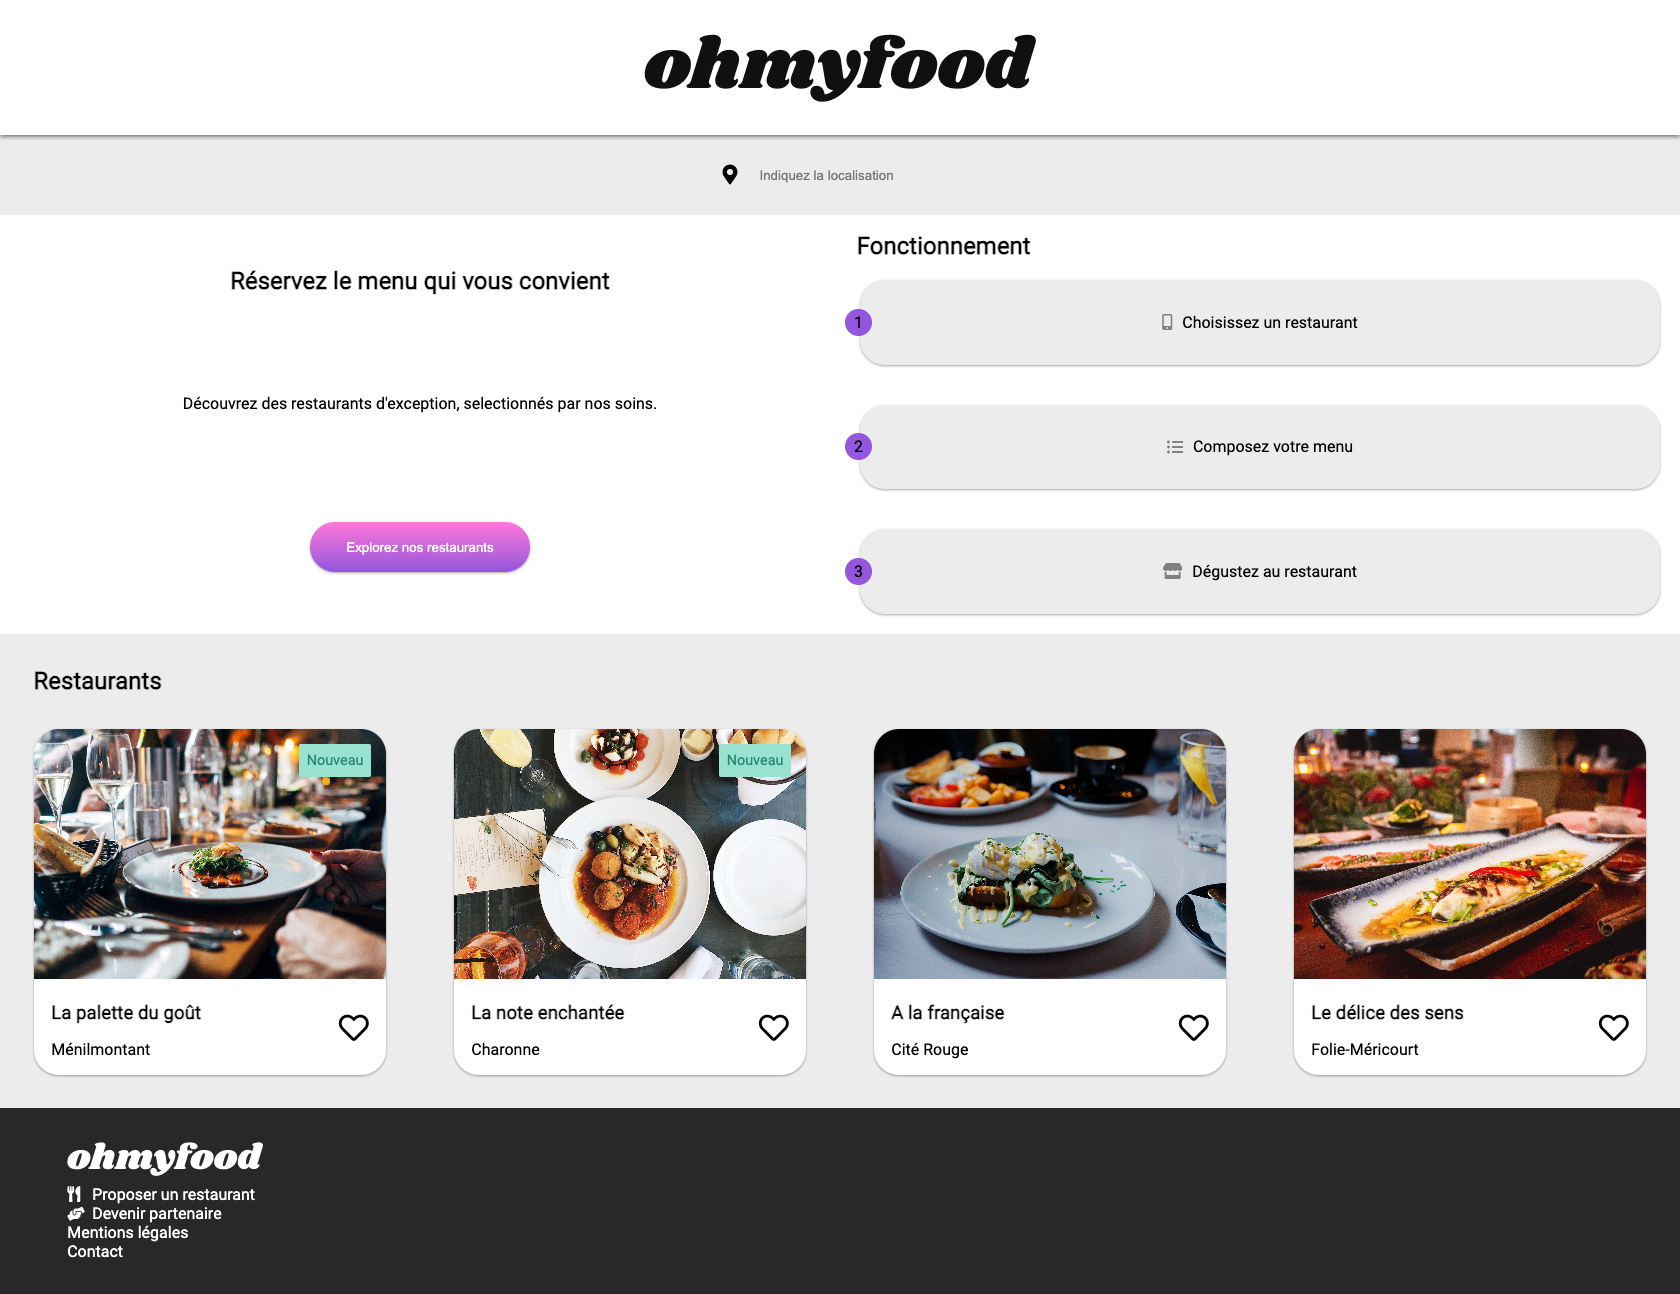 ohmyfood
Indiquez la localisation
Réservez le menu qui vous convient
Découvrez des restaurants d'exception, selectionnés par nos soins.
Explorez nos restaurants
Fonctionnement
1 Choisissez un restaurant
2 Composez votre menu
3 Dégustez au restaurant
Restaurants
Nouveau
La palette du goût
Ménilmontant
Nouveau
La note enchantée
Charonne
A la française
Cité Rouge
Le délice des sens
Folie-Méricourt
ohmyfood
Proposer un restaurant
Devenir partenaire
Mentions légales
Contact